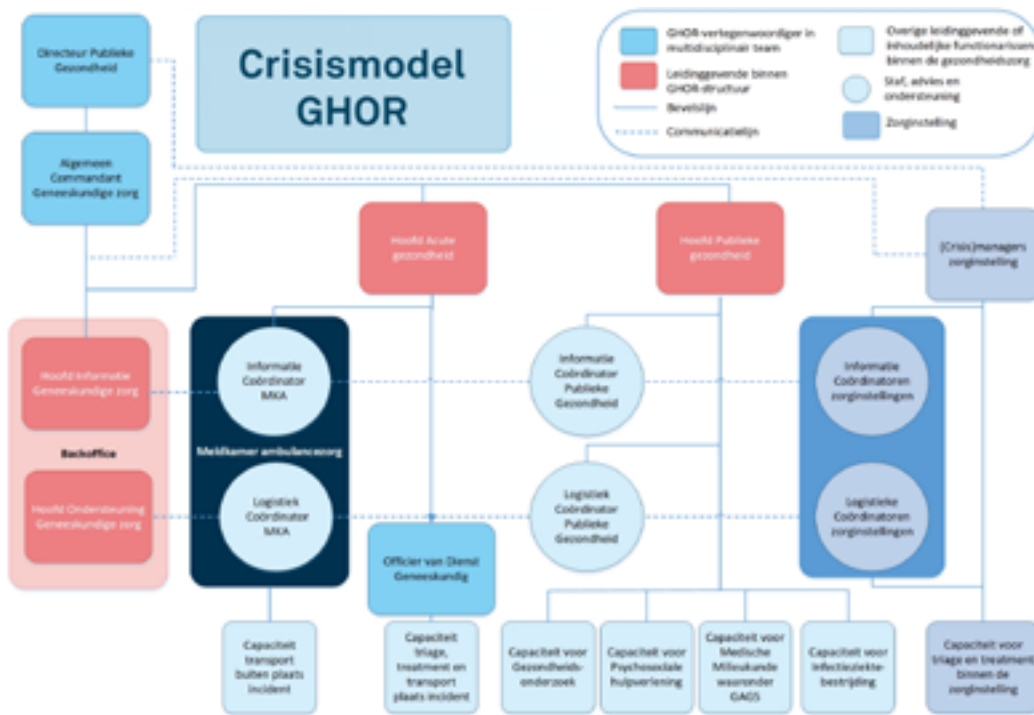 Directeur Publieke
Gezondheid
Algemeen
Commandant
Geneeskundige zorg
Crisismodel
GHOR
GHOR-vertegenwoordiger in
multidisciplinair team
Leidinggevende binnen
GHOR-structuur
Bevelslijn
Communicatielijn
Overige leidinggevende of
inhoudelijke functionarissen
binnen de gezondheidszorg
Staf, advies en
ondersteuning
Zorginstelling
Hoofd Acute
gezondheid
Hoofd Publieke
gezondheid
(Crisis)managers
zorginstelling
Hoofd Informatie
Geneeskundige zorg
Backoffice
Hoofd Ondersteuning
Geneeskundige zorg
Informatie
Coördinator
MKA
Meldkamer ambulancezorg
Logistiek
Coördinator
MKA
Informatie
Coördinator
Publieke
Gezondheid
Logistiek
Coördinator
Publieke
Gezondheid
Informatie
Coördinatoren
zorginstellingen
Logistieke
Coördinatoren
zorginstellingen
Officier van Dienst
Geneeskundig
Capaciteit
transport
buiten plaats
incident
Capaciteit
triage,
treatment en
transport
plaats incident
Capaciteit voor
Gezondheids-
onderzoek
Capaciteit voor
Psychosociale
hulpverlening
Capaciteit voor
Medische
Milieukunde
waaronder
GAGS
Capaciteit voor
Infectieziekte-
bestrijding
Capaciteit voor
triage en treatment
binnen de
zorginstelling